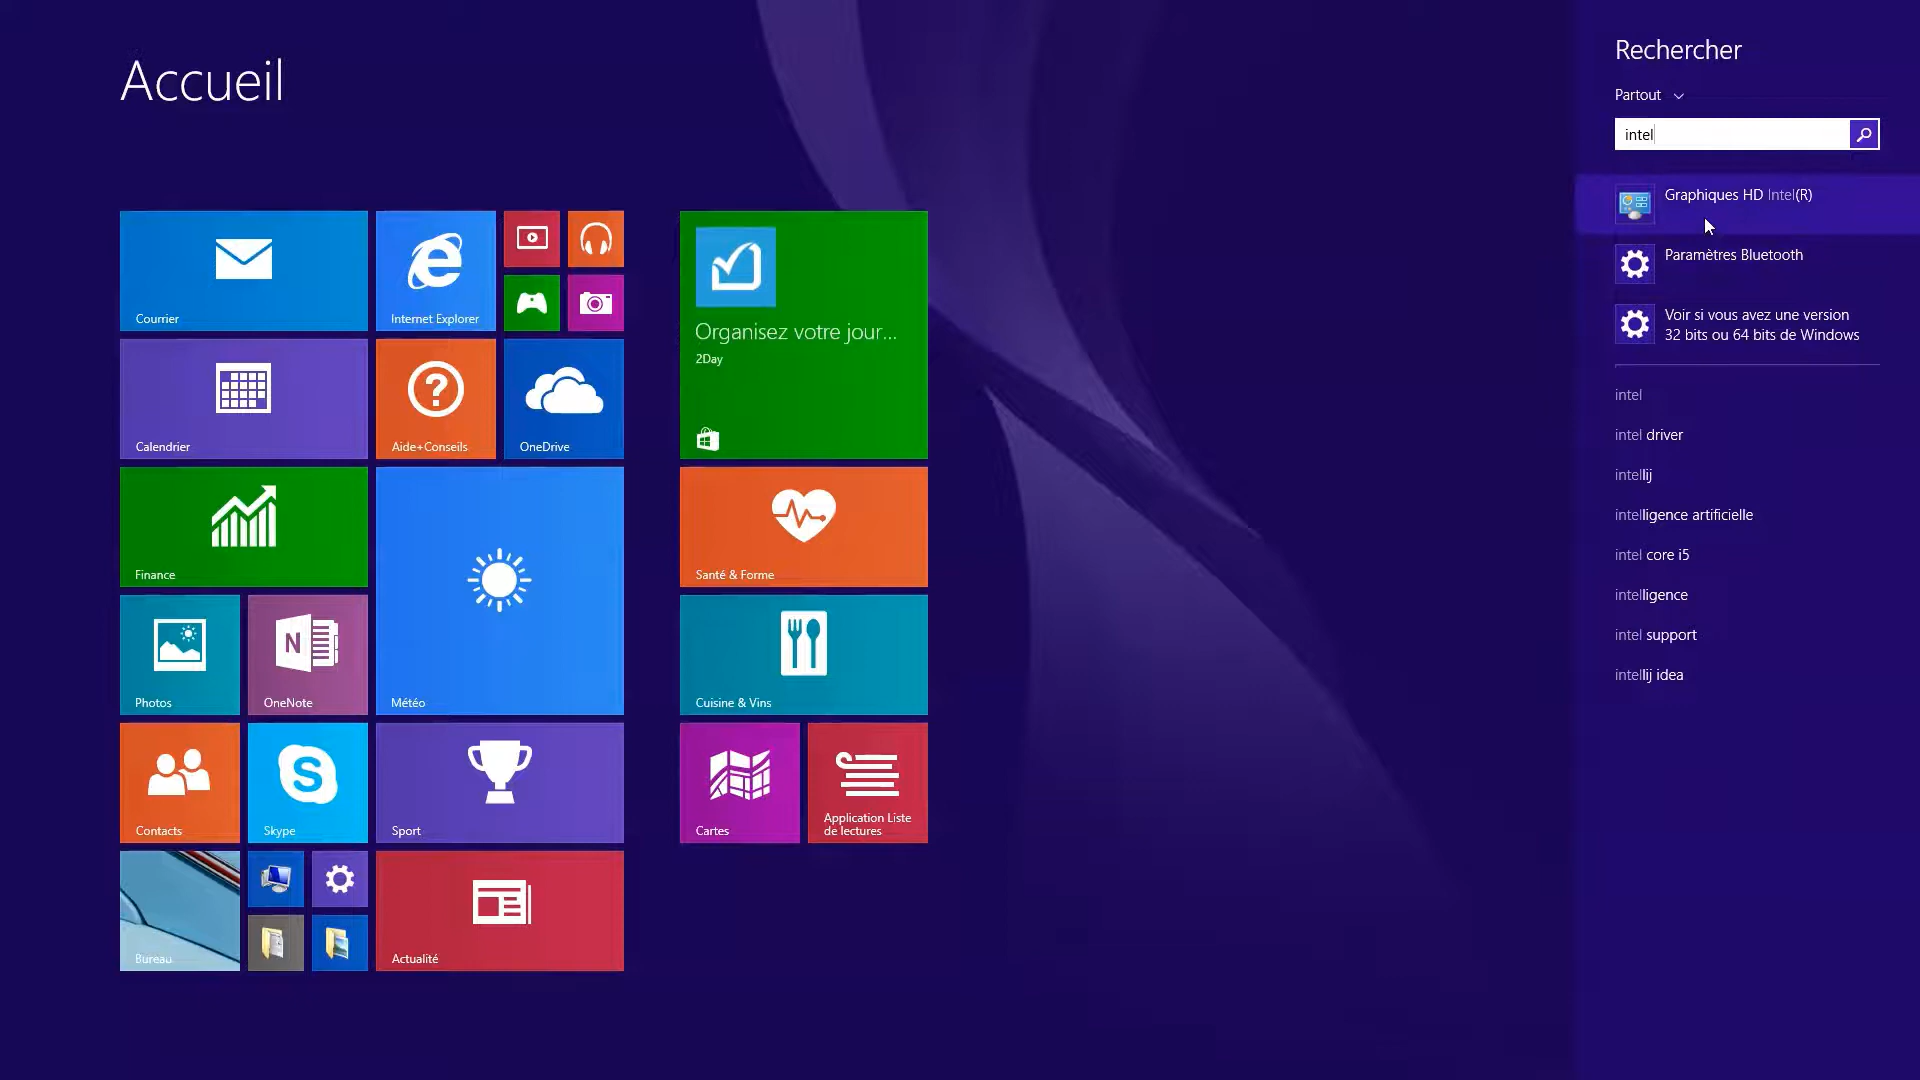 Accueil
Rechercher
Partout
intel
Graphiques HD Intel(R)
Paramètres Bluetooth
Voir si vous avez une version
32 bits ou 64 bits de Windows
intel
intel driver
intellij
intelligence artificielle
intel core i5
intelligence
intel support
intellij idea
Courrier
Internet Explorer
Organisez votre jour...
2Day
Calendrier
Aide+Conseils
OneDrive
Finance
Météo
Santé & Forme
Photos
N
OneNote
Cuisine & Vins
Contacts
S
Skype
Sport
Cartes
Application Liste
de lectures
Bureau
Actualité